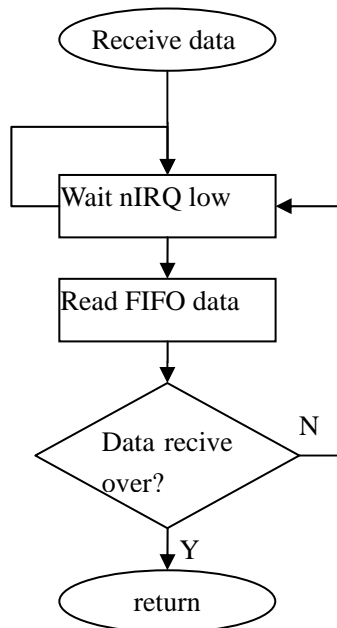 Receive data
Wait nIRQ low
Read FIFO data
Data recive
over?
N
Y
return